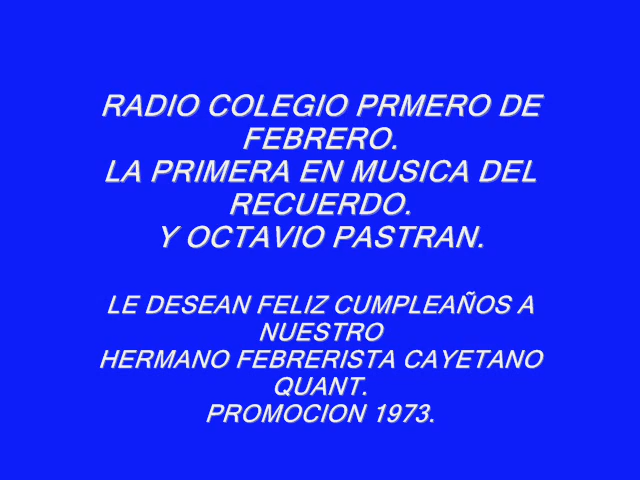 RADIO COLEGIO PRMERO DE
FEBRERO.
LA PRIMERA EN MUSICA DEL
RECUERDO.
Y OCTAVIO PASTRAN.
LE DESEAN FELIZ CUMPLEAÑOS A
NUESTRO
HERMANO FEBRERISTA CAYETANO
QUANT.
PROMOCION 1973.